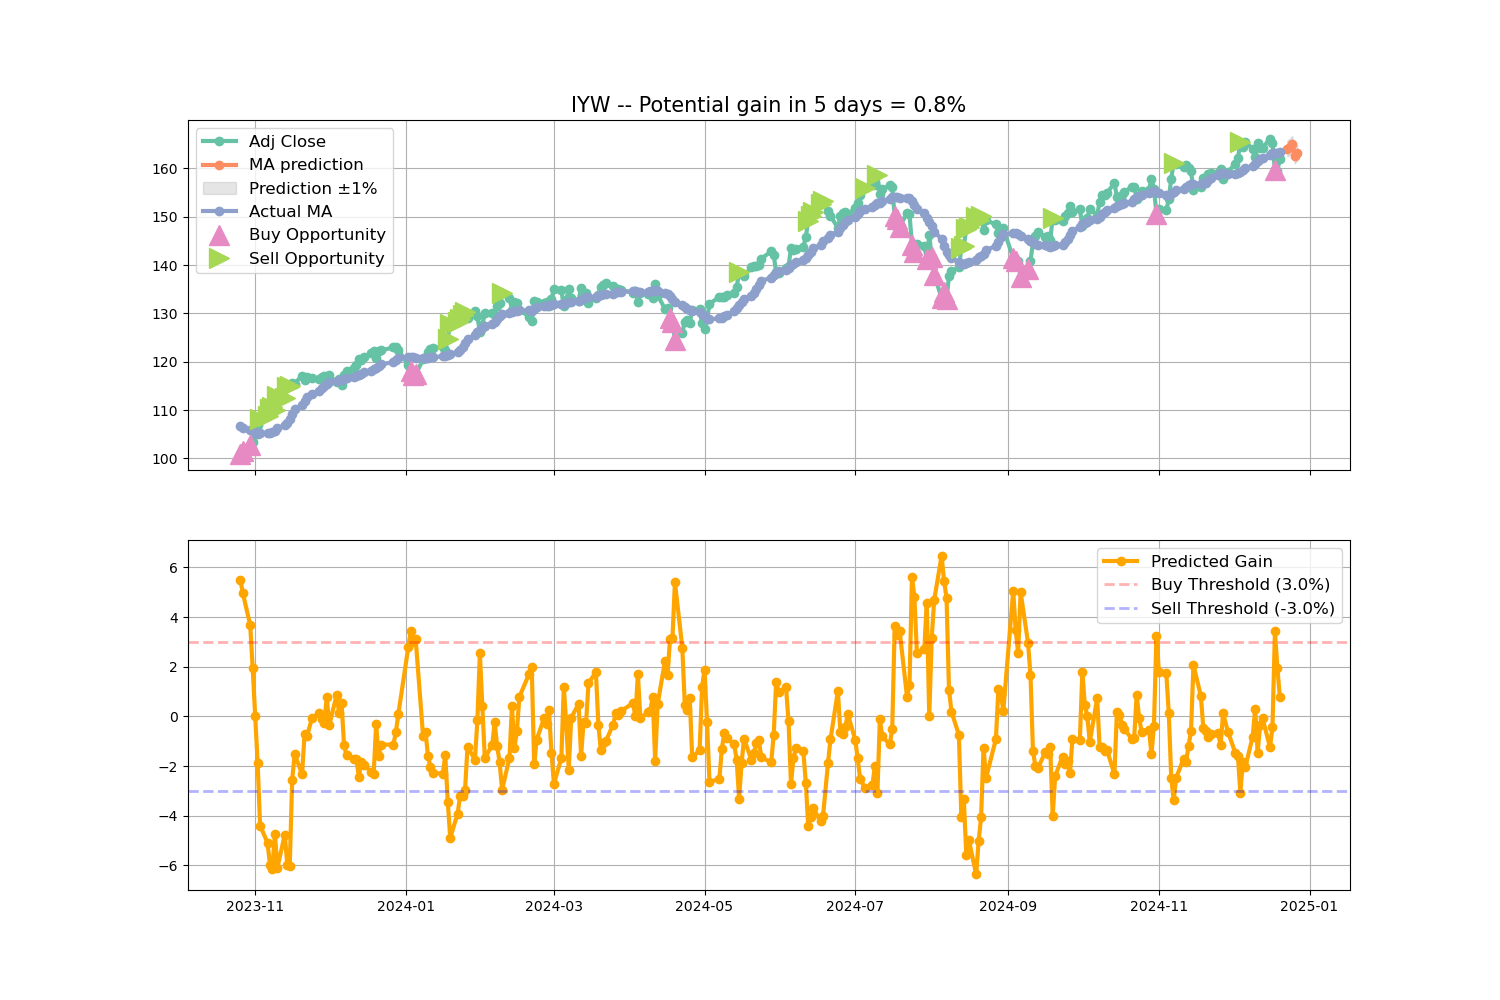 IYW -- Potential gain in 5 days = 0.8%
Adj Close
MA prediction
Prediction ±1%
Actual MA
Buy Opportunity
Sell Opportunity
160
150
140
130
120
110
100
Predicted Gain
Buy Threshold (3.0%)
Sell Threshold (-3.0%)
6
4
2
0
−2
−4
−6
2023-11 2024-01 2024-03 2024-05 2024-07 2024-09 2024-11 2025-01